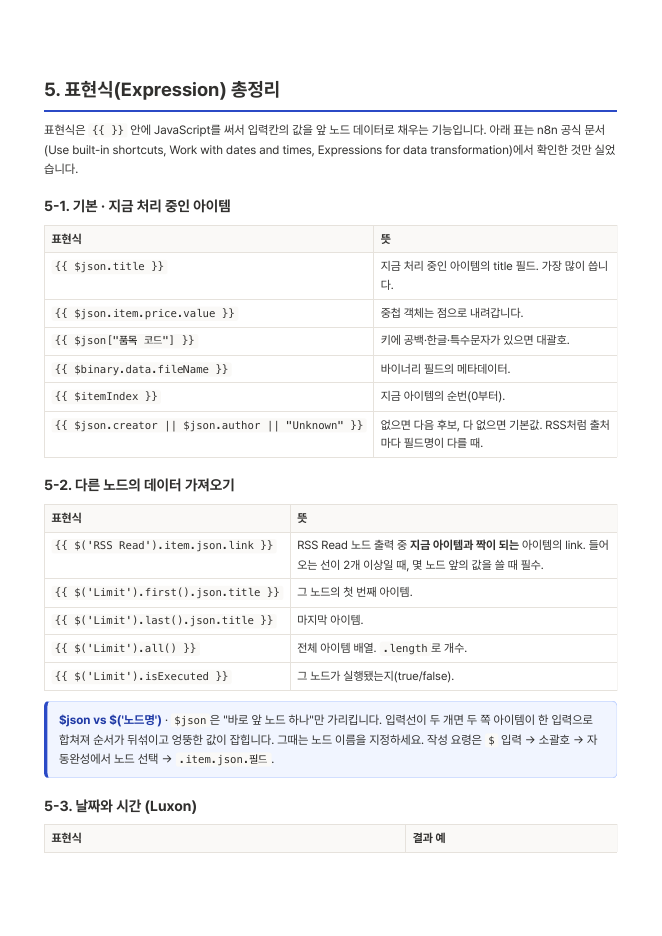 5. 표현식(Expression) 총정리
표현식은 {{ }} 안에 JavaScript를 써서 입력칸의 값을 앞 노드 데이터로 채우는 기능입니다. 아래 표는 n8n 공식 문서
(Use built-in shortcuts, Work with dates and times, Expressions for data transformation)에서 확인한 것만 실었
습니다.
5-1. 기본 · 지금 처리 중인 아이템
표현식 뜻
{{ $json.title }} 지금 처리 중인 아이템의 title 필드. 가장 많이 씁니
다.
{{ $json.item.price.value }} 중첩 객체는 점으로 내려갑니다.
{{ $json["품목 코드"] }} 키에 공백·한글·특수문자가 있으면 대괄호.
{{ $binary.data.fileName }} 바이너리 필드의 메타데이터.
{{ $itemIndex }} 지금 아이템의 순번(0부터).
{{ $json.creator || $json.author || "Unknown" }} 없으면 다음 후보, 다 없으면 기본값. RSS처럼 출처
마다 필드명이 다를 때.
5-2. 다른 노드의 데이터 가져오기
표현식 뜻
{{ $('RSS Read').item.json.link }} RSS Read 노드 출력 중 지금 아이템과 짝이 되는 아이템의 link. 들어
오는 선이 2개 이상일 때, 몇 노드 앞의 값을 쓸 때 필수.
{{ $('Limit').first().json.title }} 그 노드의 첫 번째 아이템.
{{ $('Limit').last().json.title }} 마지막 아이템.
{{ $('Limit').all() }} 전체 아이템 배열. .length 로 개수.
{{ $('Limit').isExecuted }} 그 노드가 실행됐는지(true/false).
$json vs $('노드명') · $json 은 "바로 앞 노드 하나"만 가리킵니다. 입력선이 두 개면 두 쪽 아이템이 한 입력으로
합쳐져 순서가 뒤섞이고 엉뚱한 값이 잡힙니다. 그때는 노드 이름을 지정하세요. 작성 요령은 $ 입력 → 소괄호 → 자
동완성에서 노드 선택 → .item.json.필드 .
5-3. 날짜와 시간 (Luxon)
표현식 결과 예